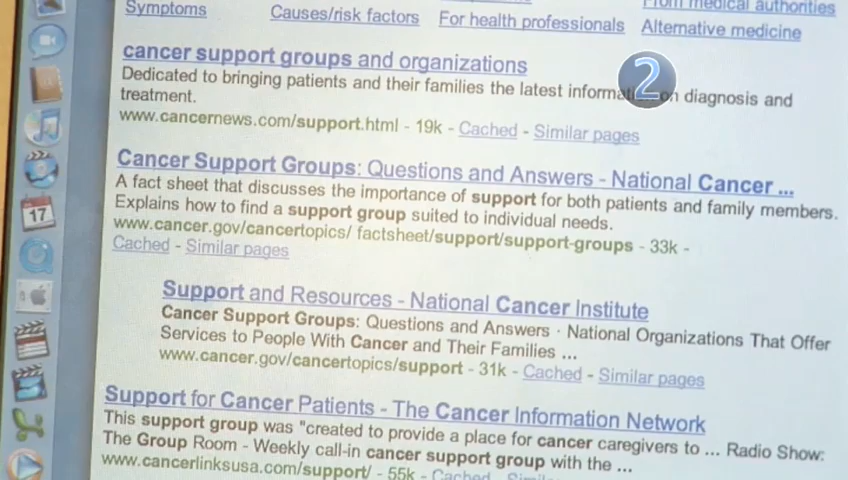 Symptoms
Causes/risk factors
For health professionals
From medical authorities
Alternative medicine
cancer support groups and organizations
Dedicated to bringing patients and their families the latest diagnosis and
treatment.
www.cancernews.com/support.html - 19k - Cached - Similar pages
2
Cancer Support Groups: Questions and Answers - National Cancer ...
A fact sheet that discusses the importance of support for both patients and family members.
Explains how to find a support group suited to individual needs.
www.cancer.gov/cancertopics/ factsheet/support/support-groups - 33k -
Cached - Similar pages
17
Support and Resources - National Cancer Institute
Cancer Support Groups: Questions and Answers · National Organizations That Offer
Services to People With Cancer and Their Families ...
www.cancer.gov/cancertopics/support - 31k - Cached - Similar pages
Support for Cancer Patients - The Cancer Information Network
This support group was "created to provide a place for cancer caregivers to ... Radio Show:
The Group Room - Weekly call-in cancer support group with the ...
www.cancerlinksusa.com/support/ - 55k - Cached